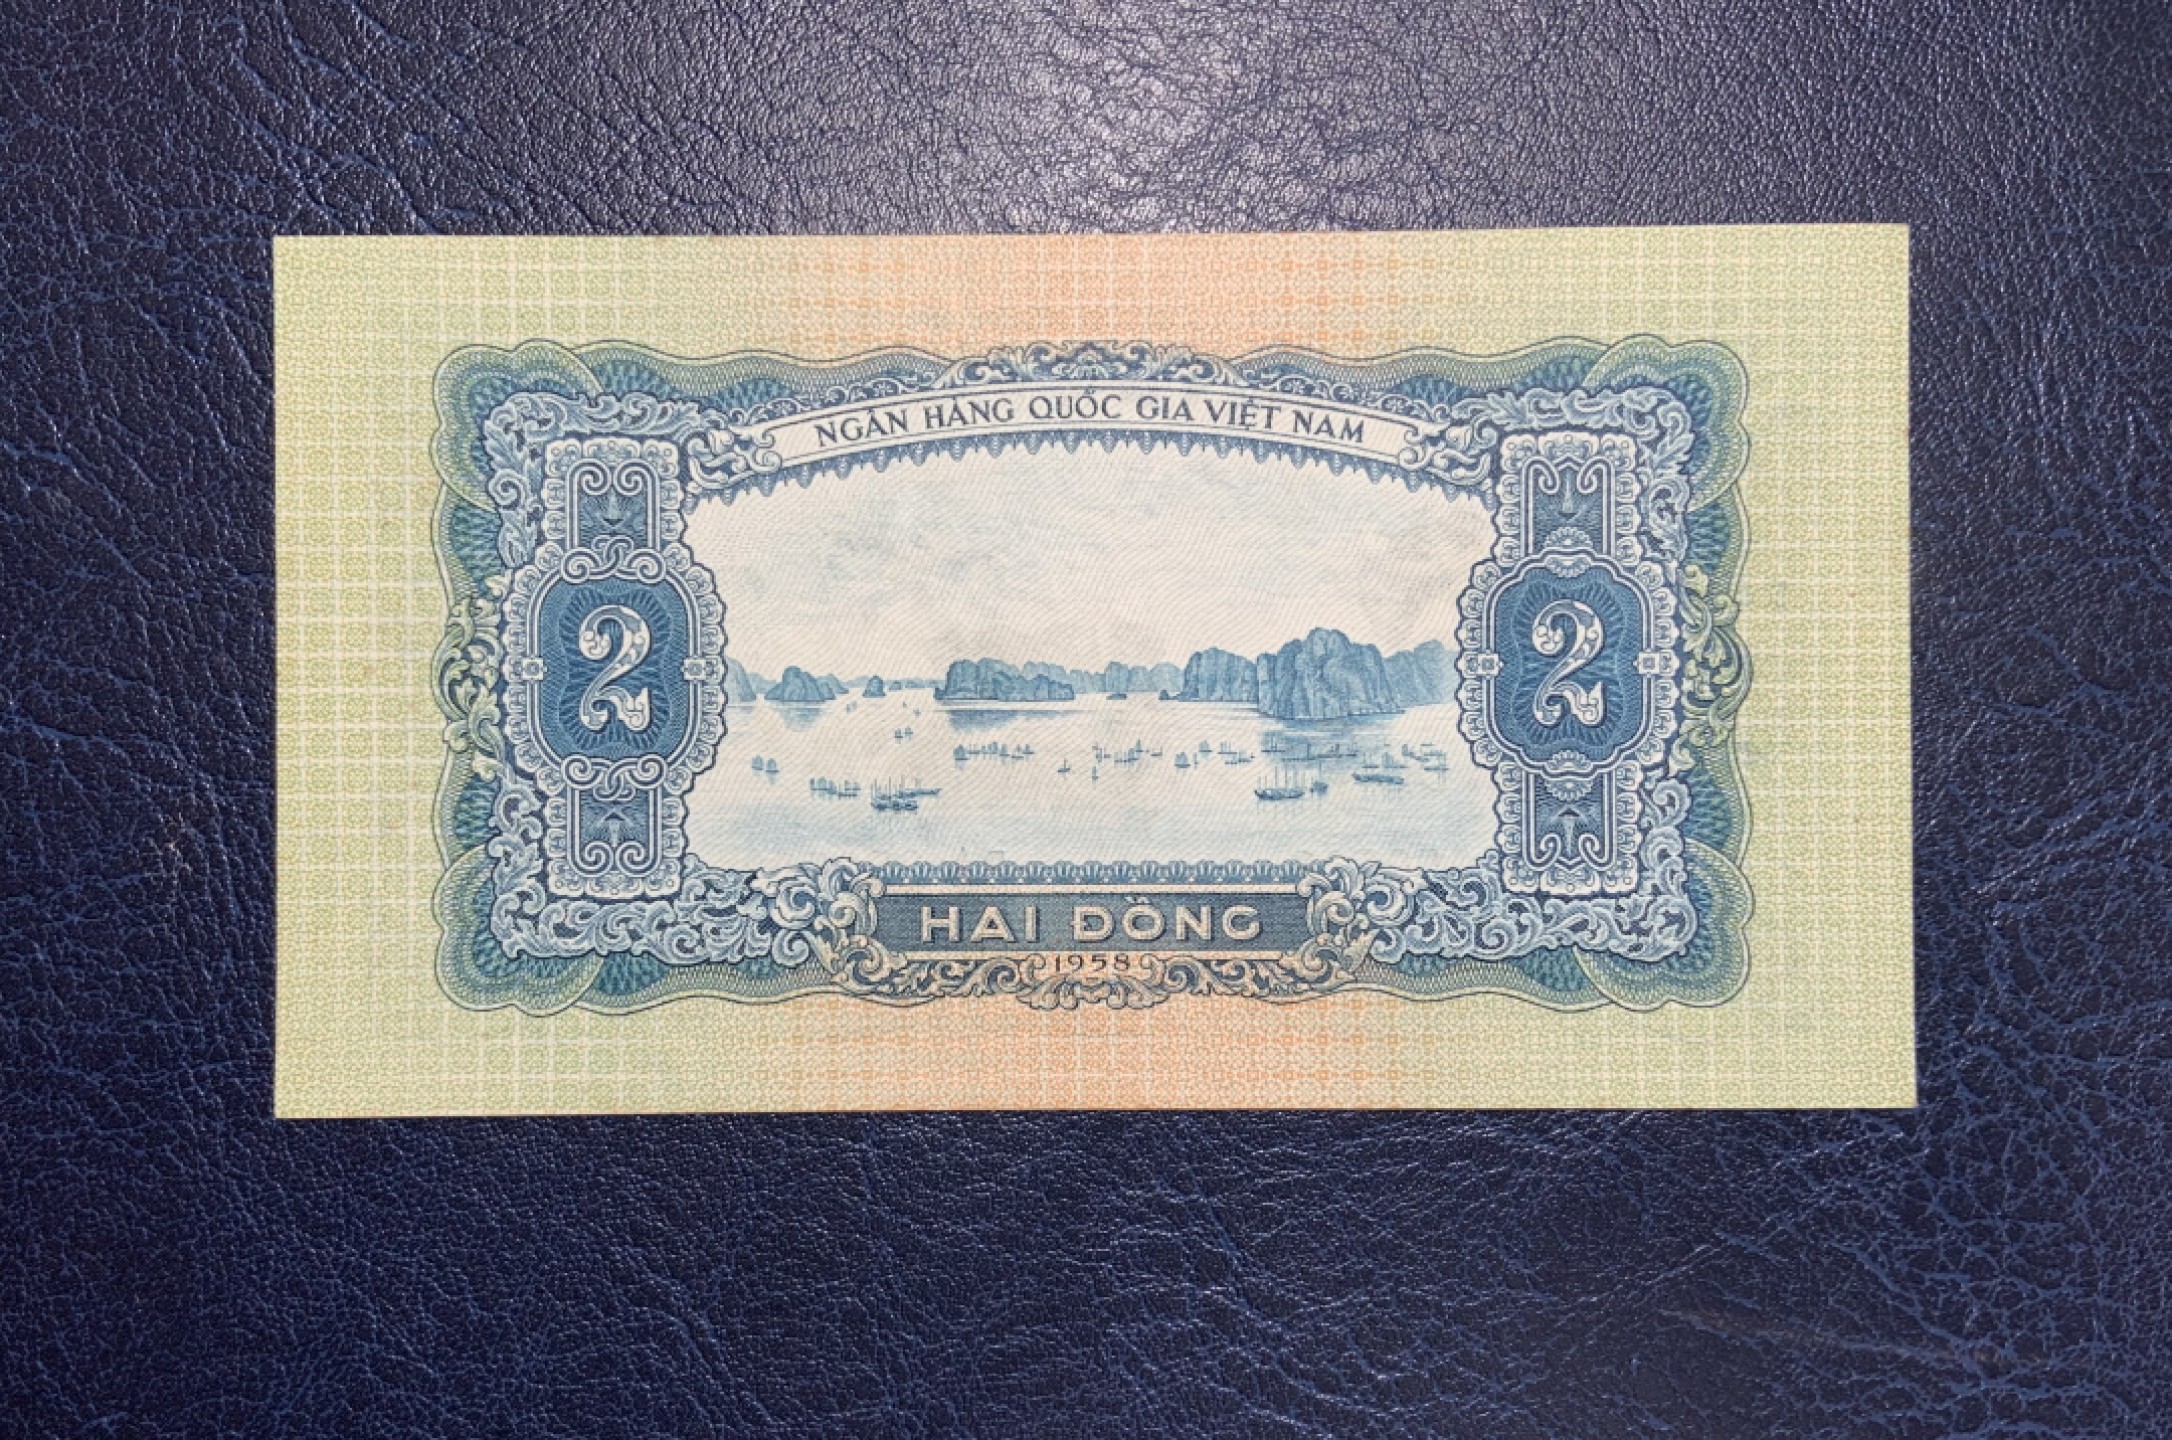 NGÂN HÀNG QUỐC GIA VIỆT NAM
2
2
HAI ĐỒNG
1958